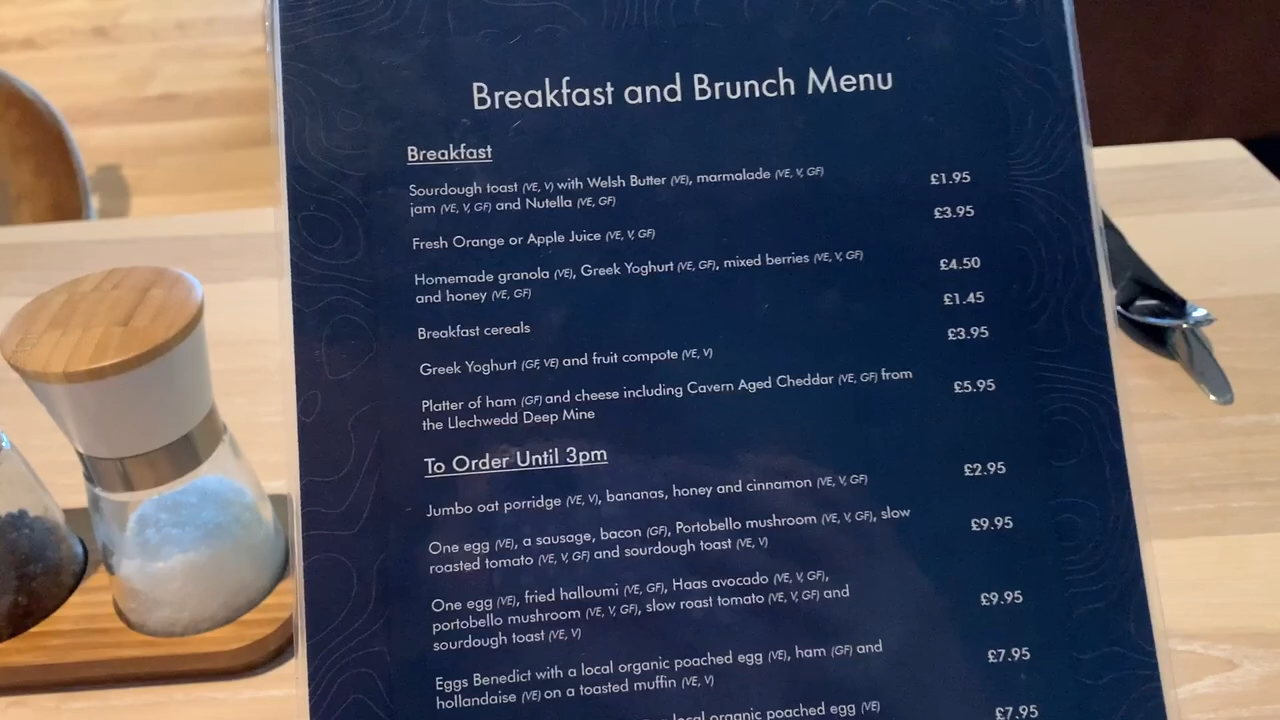 Breakfast and Brunch Menu
Breakfast
Sourdough toast (VE, V) with Welsh Butter (VE), marmalade (VE, V, GF)
jam (VE, V, GF) and Nutella (VE, GF)
£1.95
Fresh Orange or Apple Juice (VE, V, GF)
£3.95
Homemade granola (VE), Greek Yoghurt (VE, GF), mixed berries (VE, V, GF)
and honey (VE, GF)
£4.50
Breakfast cereals
£1.45
Greek Yoghurt (GF, VE) and fruit compote (VE, V)
£3.95
Platter of ham (GF) and cheese including Cavern Aged Cheddar (VE, GF) from
the Llechwedd Deep Mine
£5.95
To Order Until 3pm
Jumbo oat porridge (VE, V), bananas, honey and cinnamon (VE, V, GF)
£2.95
One egg (VE), a sausage, bacon (GF), Portobello mushroom (VE, V, GF), slow
roasted tomato (VE, V, GF) and sourdough toast (VE, V)
£9.95
One egg (VE), fried halloumi (VE, GF), Haas avocado (VE, V, GF),
portobello mushroom (VE, V, GF), slow roast tomato (VE, V, GF) and
sourdough toast (VE, V)
£9.95
Eggs Benedict with a local organic poached egg (VE), ham (GF) and
hollandaise (VE) on a toasted muffin (VE, V)
£7.95
local organic poached egg (VE)
£7.95